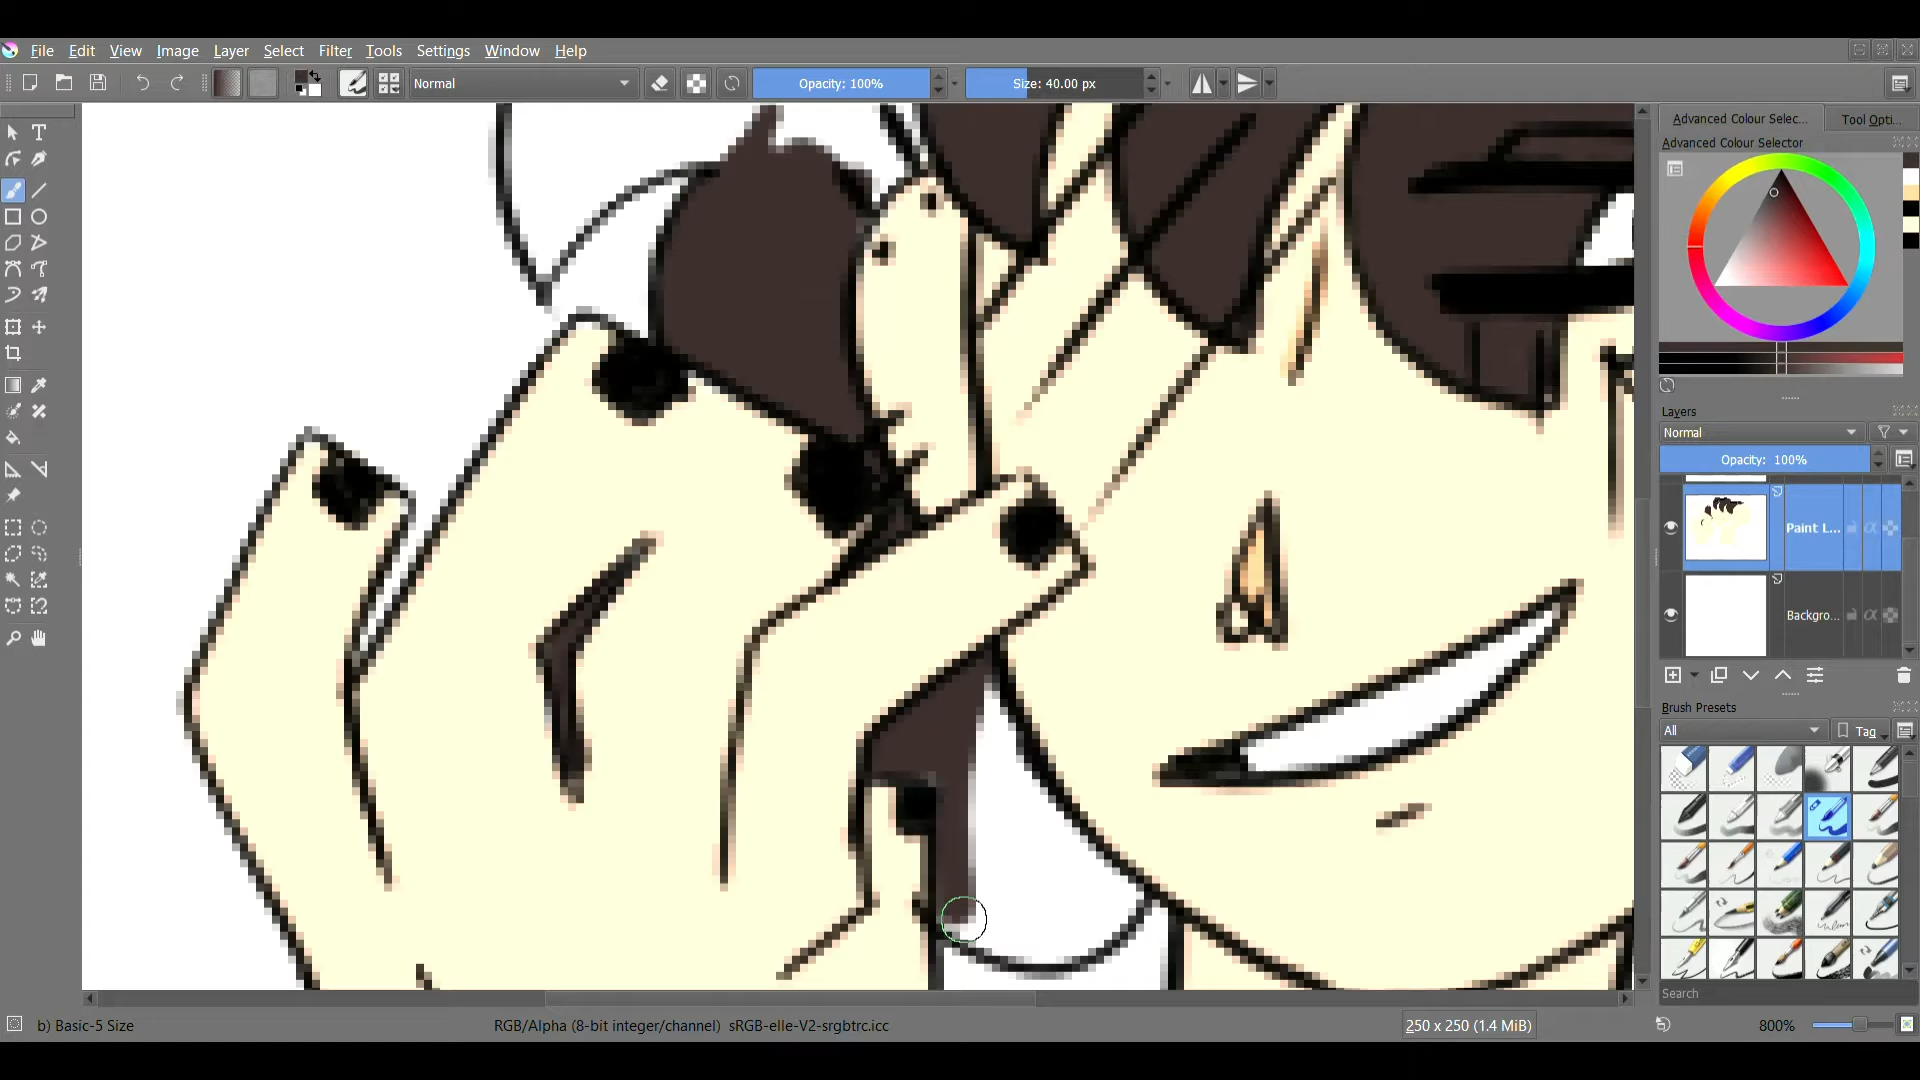 File Edit View Image Layer Select Filter Tools Settings Window Help
Normal Opacity: 100% Size: 40.00 px
Advanced Colour Selec... Tool Opti...
Advanced Colour Selector
Layers
Normal
Opacity: 100%
Paint L...
Backgro...
Brush Presets
All Tag
Search
b) Basic-5 Size RGB/Alpha (8-bit integer/channel) sRGB-elle-V2-srgbtrc.icc 250 x 250 (1.4 MiB) 800%